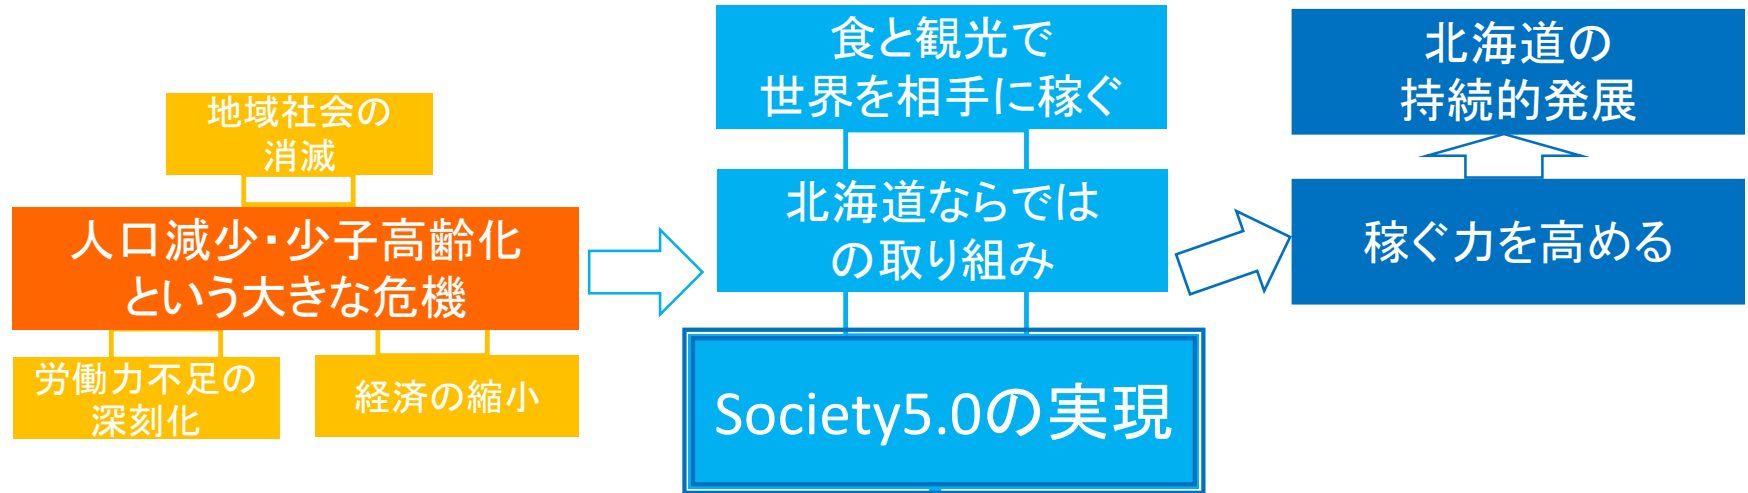 地域社会の
消滅
人口減少・少子高齢化
という大きな危機
労働力不足の
深刻化
経済の縮小
食と観光で
世界を相手に稼ぐ
北海道ならでは
の取り組み
Society5.0の実現
北海道の
持続的発展
稼ぐ力を高める